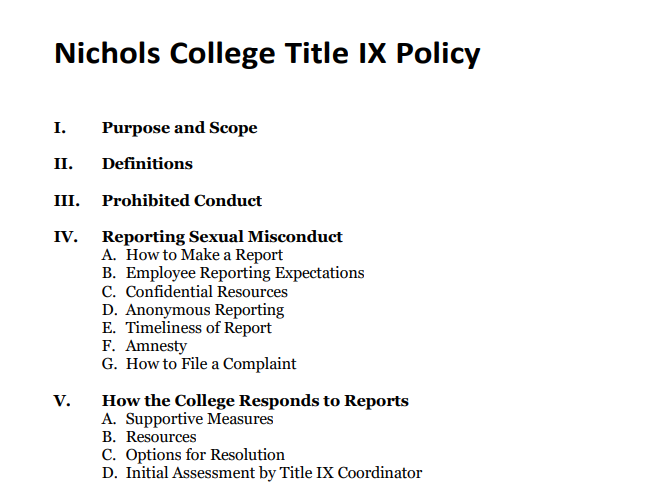 Nichols College Title IX Policy
I. Purpose and Scope
II. Definitions
III. Prohibited Conduct
IV. Reporting Sexual Misconduct
A. How to Make a Report
B. Employee Reporting Expectations
C. Confidential Resources
D. Anonymous Reporting
E. Timeliness of Report
F. Amnesty
G. How to File a Complaint
V. How the College Responds to Reports
A. Supportive Measures
B. Resources
C. Options for Resolution
D. Initial Assessment by Title IX Coordinator